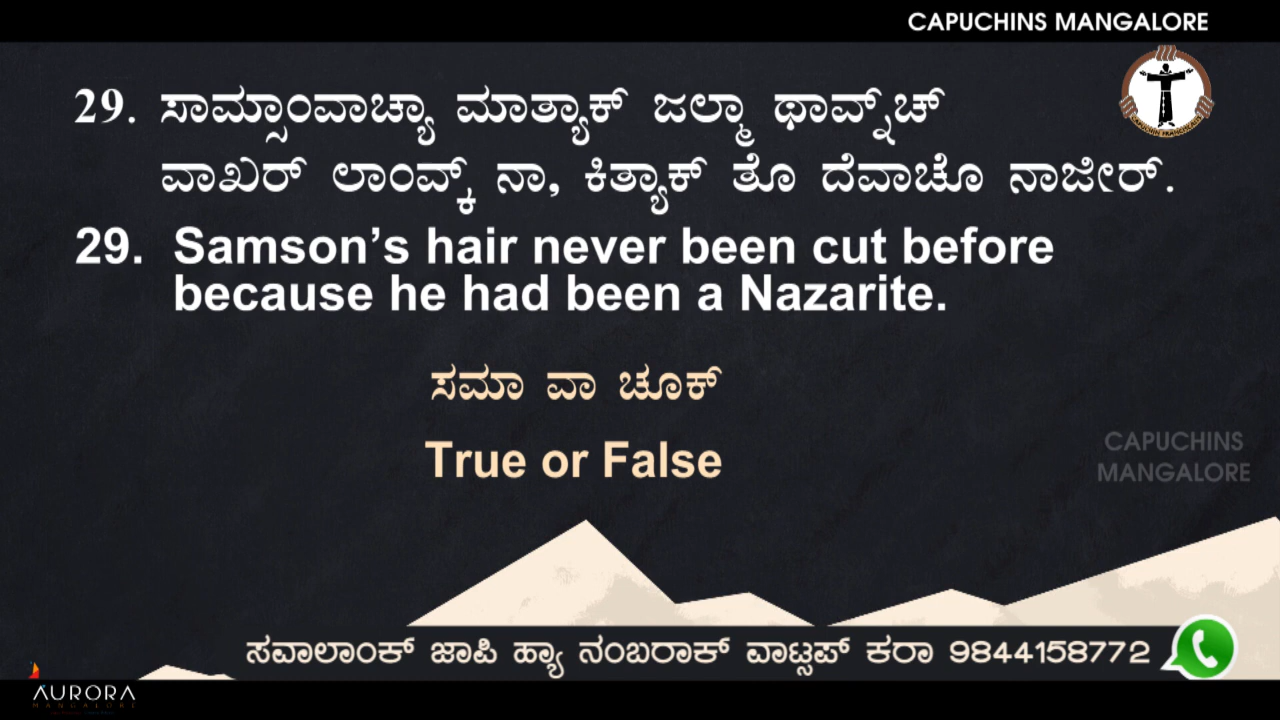 CAPUCHINS MANGALORE
29. ಸಾಮ್ಸಾಂವಾಚ್ಯಾ ಮಾತ್ಯಾಕ್ ಜಲ್ಮಾ ಥಾವ್ನ್‌ಚ್
ವಾಖರ್ ಲಾಂವ್ಕ್ ನಾ, ಕಿತ್ಯಾಕ್ ತೊ ದೆವಾಚೊ ನಾಜೀರ್.
29. Samson’s hair never been cut before
because he had been a Nazarite.
ಸಮಾ ವಾ ಚೂಕ್
True or False
CAPUCHINS
MANGALORE
ಸವಾಲಾಂಕ್ ಜಾಪಿ ಹ್ಯಾ ನಂಬರಾಕ್ ವಾಟ್ಸಪ್ ಕರಾ 9844158772
AURORA
MANGALORE